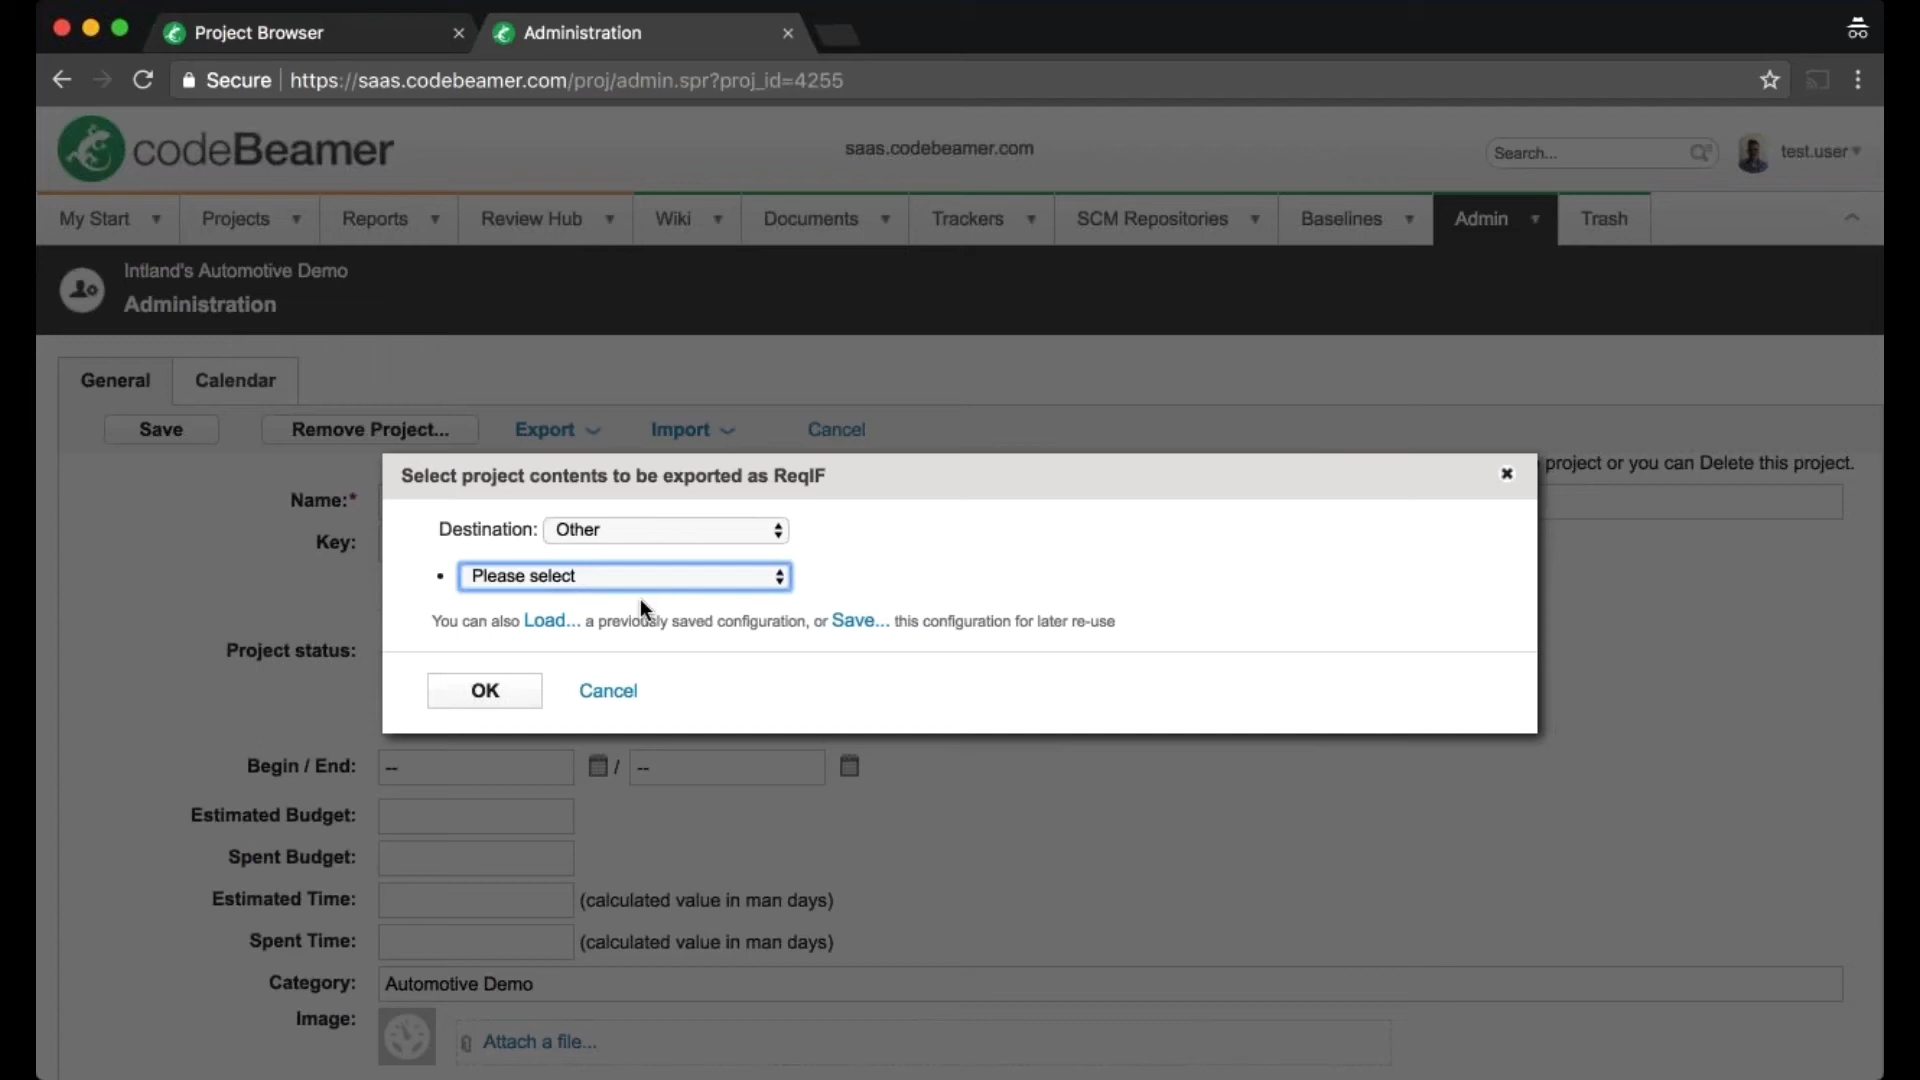 Project Browser
Administration
Secure https://saas.codebeamer.com/proj/admin.spr?proj_id=4255
codeBeamer
saas.codebeamer.com
Search...
test.user
My Start Projects Reports Review Hub Wiki Documents Trackers SCM Repositories Baselines Admin Trash
Intland's Automotive Demo
Administration
General Calendar
Save Remove Project... Export Import Cancel
project or you can Delete this project.
Select project contents to be exported as ReqIF
Name:*
Destination: Other
Key:
• Please select
You can also Load... a previously saved configuration, or Save... this configuration for later re-use
Project status:
OK Cancel
Begin / End: -- / --
Estimated Budget:
Spent Budget:
Estimated Time: (calculated value in man days)
Spent Time: (calculated value in man days)
Category: Automotive Demo
Image:
Attach a file...